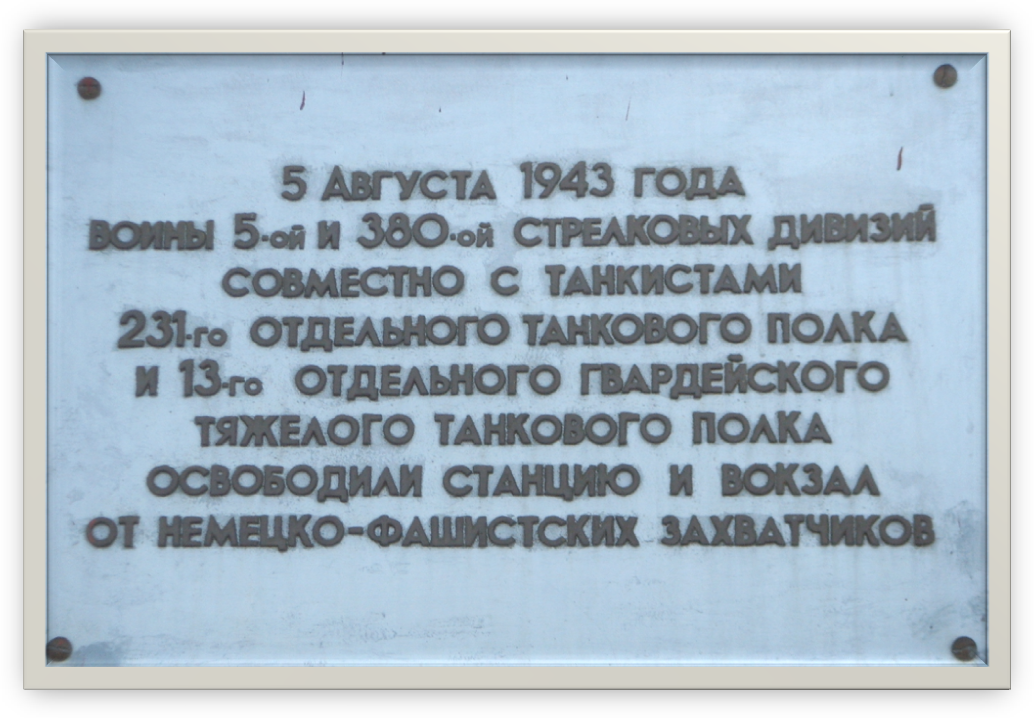 5 АВГУСТА 1943 ГОДА
ВОИНЫ 5-ой И 380-ой СТРЕЛКОВЫХ ДИВИЗИЙ
СОВМЕСТНО С ТАНКИСТАМИ
231-го ОТДЕЛЬНОГО ТАНКОВОГО ПОЛКА
И 13-го ОТДЕЛЬНОГО ГВАРДЕЙСКОГО
ТЯЖЕЛОГО ТАНКОВОГО ПОЛКА
ОСВОБОДИЛИ СТАНЦИЮ И ВОКЗАЛ
ОТ НЕМЕЦКО-ФАШИСТСКИХ ЗАХВАТЧИКОВ